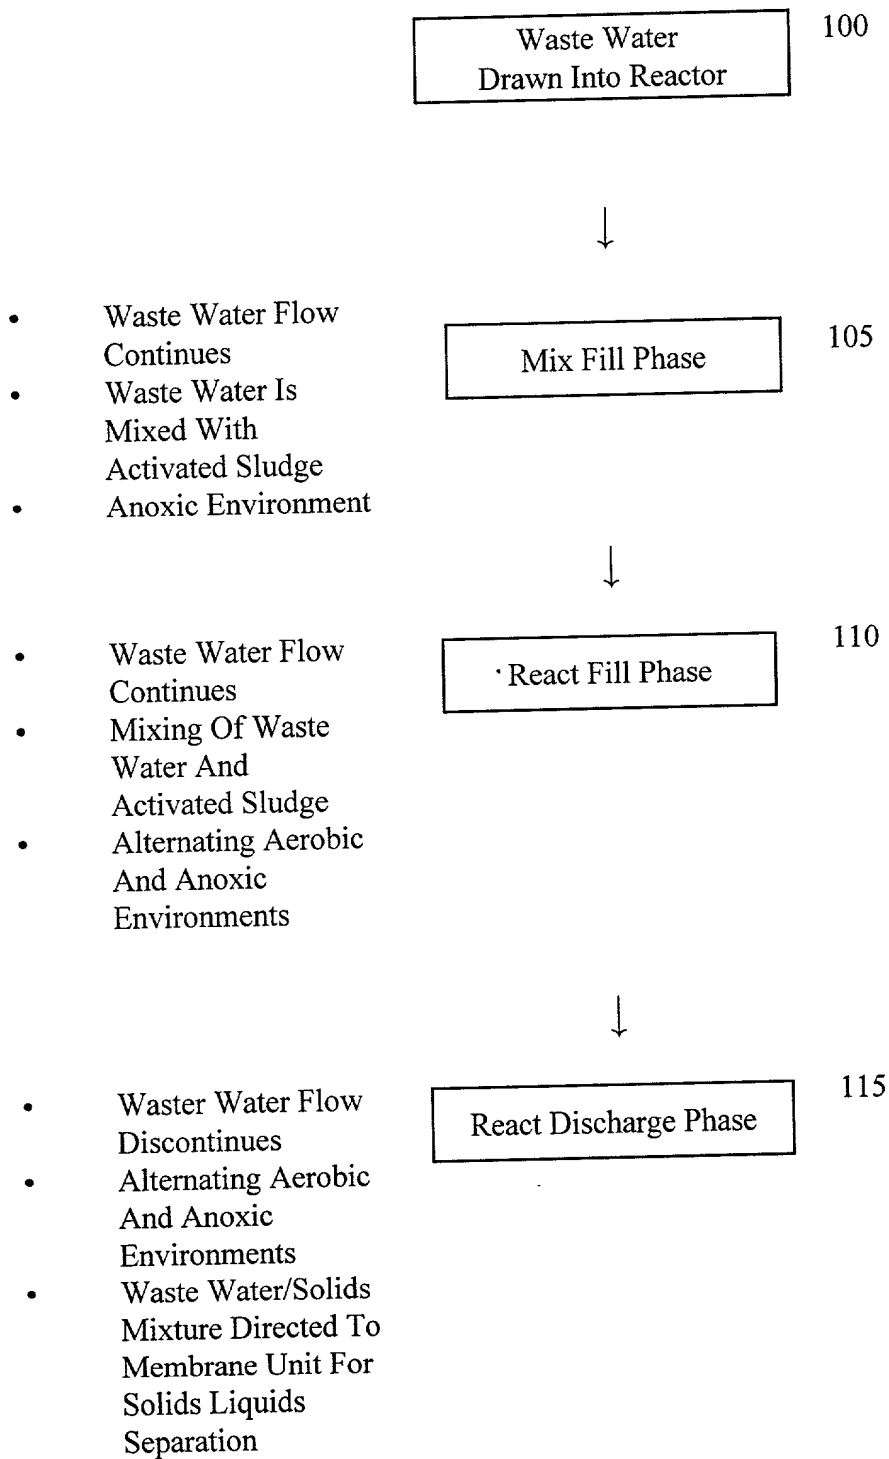 Waste Water
Drawn Into Reactor
100
↓
• Waste Water Flow
Continues
• Waste Water Is
Mixed With
Activated Sludge
• Anoxic Environment
Mix Fill Phase
105
↓
• Waste Water Flow
Continues
• Mixing Of Waste
Water And
Activated Sludge
• Alternating Aerobic
And Anoxic
Environments
React Fill Phase
110
↓
• Waster Water Flow
Discontinues
• Alternating Aerobic
And Anoxic
Environments
• Waste Water/Solids
Mixture Directed To
Membrane Unit For
Solids Liquids
Separation
React Discharge Phase
115